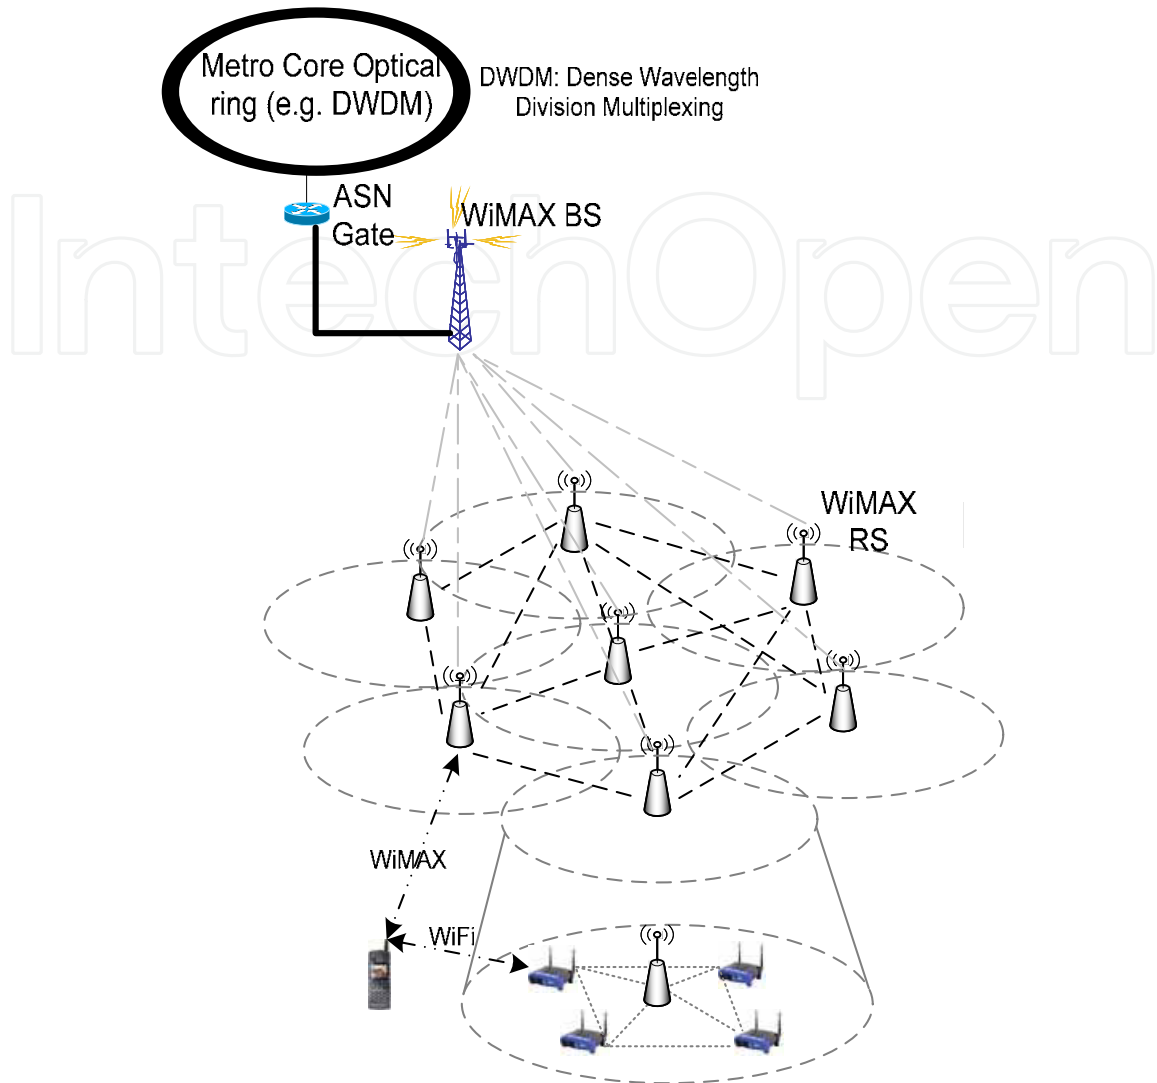 Metro Core Optical
ring (e.g. DWDM)
DWDM: Dense Wavelength
Division Multiplexing
ASN
Gate
WiMAX BS
IntechOpen
WiMAX
RS
WiMAX
WiFi